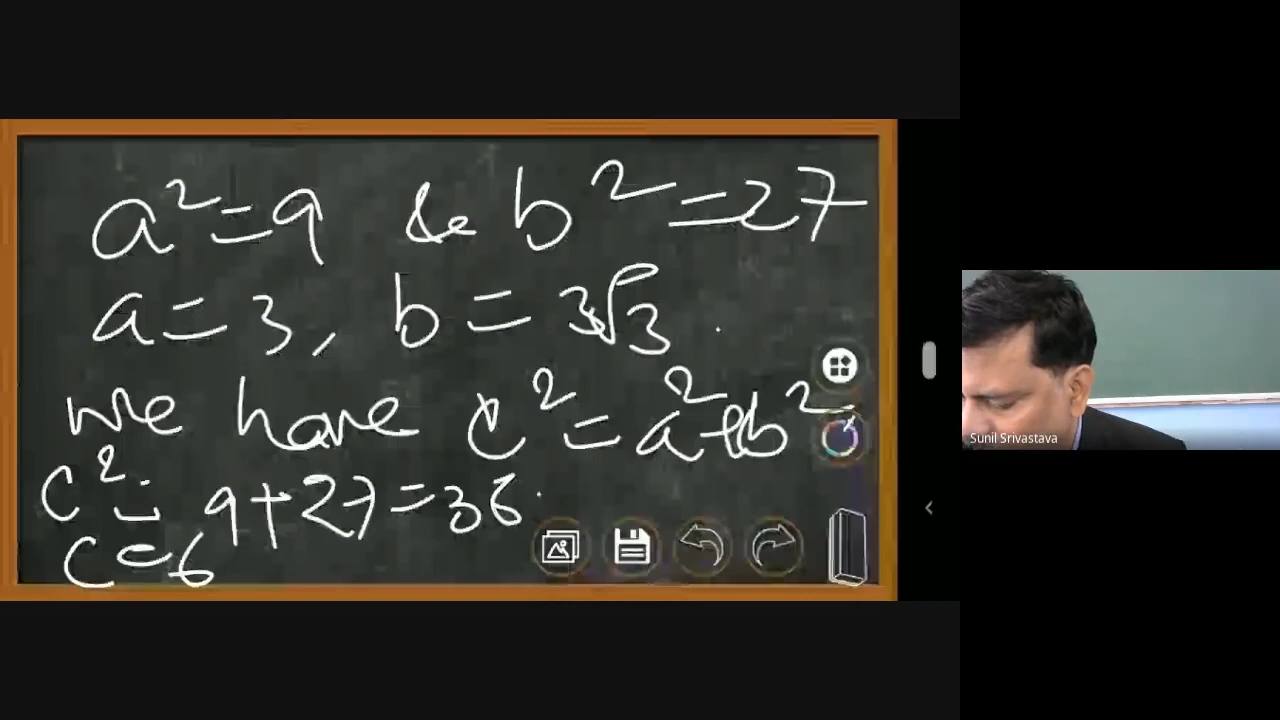 a²=9 & b²=27
a=3, b=3√3.
We have c²=a²+b²
c²=9+27=36.
c=6
Sunil Srivastava